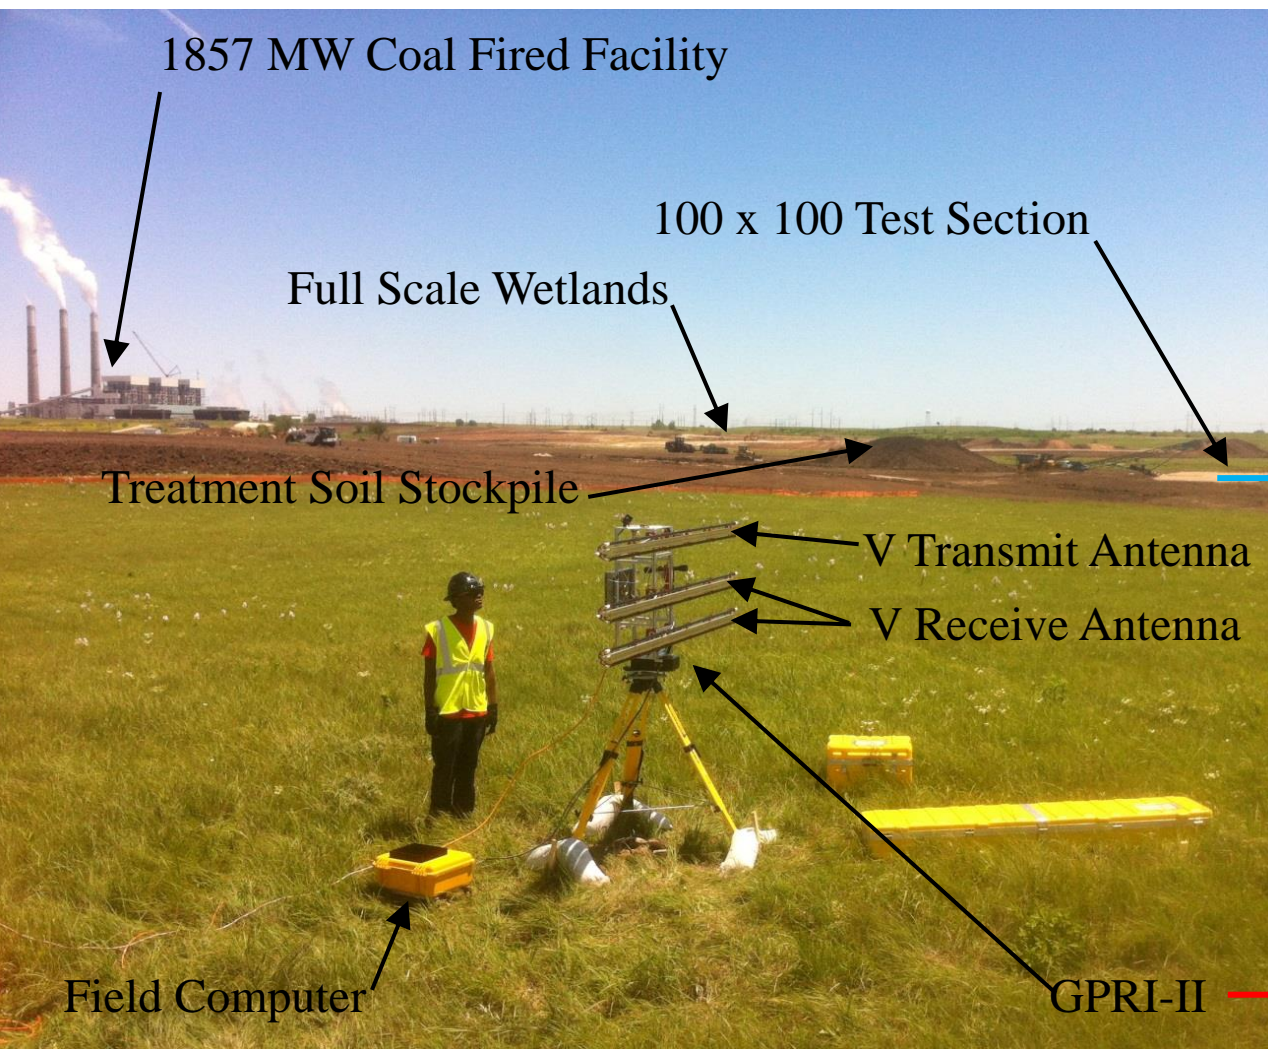 1857 MW Coal Fired Facility
100 x 100 Test Section
Full Scale Wetlands
Treatment Soil Stockpile
V Transmit Antenna
V Receive Antenna
Field Computer
GPRI-II